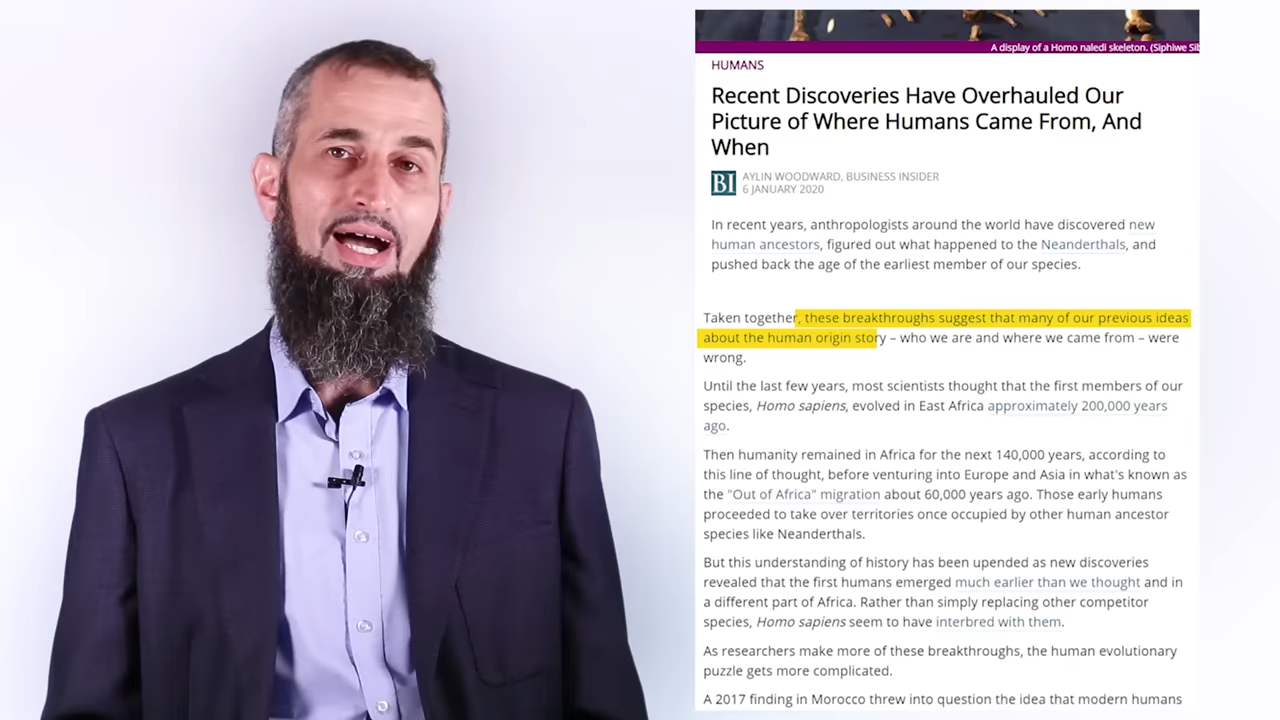 A display of a Homo naledi skeleton. (Siphiwe
HUMANS
Recent Discoveries Have Overhauled Our
Picture of Where Humans Came From, And
When
BI
AYLIN WOODWARD, BUSINESS INSIDER
6 JANUARY 2020
In recent years, anthropologists around the world have discovered new
human ancestors, figured out what happened to the Neanderthals, and
pushed back the age of the earliest member of our species.
Taken together, these breakthroughs suggest that many of our previous ideas
about the human origin story – who we are and where we came from – were
wrong.
Until the last few years, most scientists thought that the first members of our
species, Homo sapiens, evolved in East Africa approximately 200,000 years
ago.
Then humanity remained in Africa for the next 140,000 years, according to
this line of thought, before venturing into Europe and Asia in what's known as
the "Out of Africa" migration about 60,000 years ago. Those early humans
proceeded to take over territories once occupied by other human ancestor
species like Neanderthals.
But this understanding of history has been upended as new discoveries
revealed that the first humans emerged much earlier than we thought and in
a different part of Africa. Rather than simply replacing other competitor
species, Homo sapiens seem to have interbred with them.
As researchers make more of these breakthroughs, the human evolutionary
puzzle gets more complicated.
A 2017 finding in Morocco threw into question the idea that modern humans